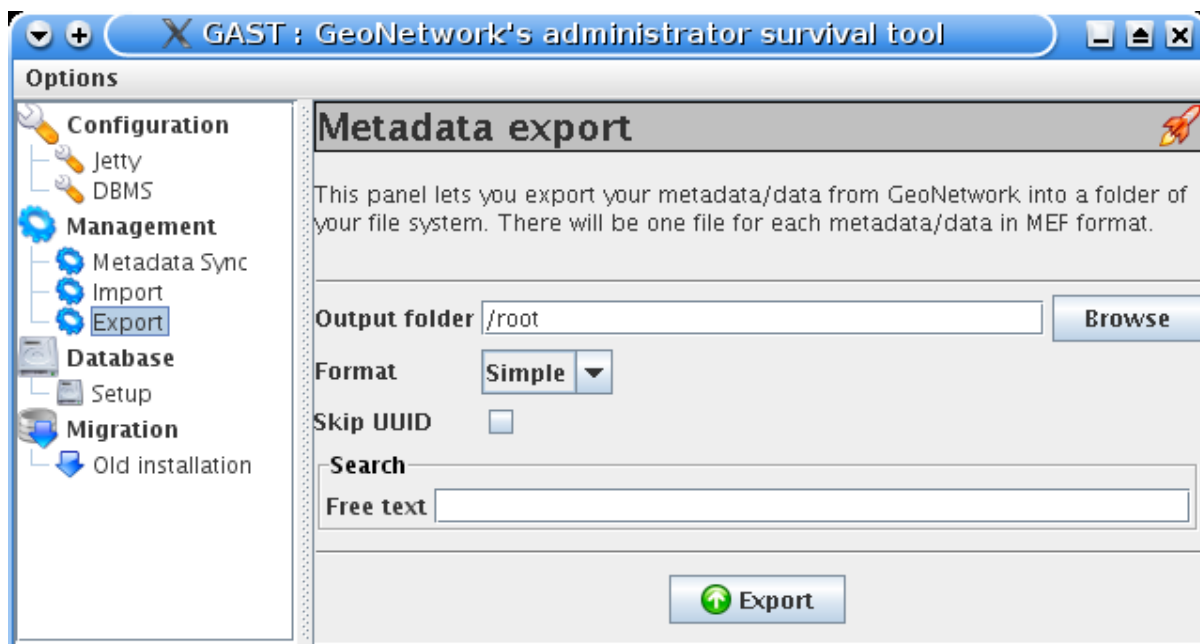 GAST : GeoNetwork's administrator survival tool
Options
Configuration
Jetty
DBMS
Management
Metadata Sync
Import
Export
Database
Setup
Migration
Old installation
Metadata export
This panel lets you export your metadata/data from GeoNetwork into a folder of
your file system. There will be one file for each metadata/data in MEF format.
Output folder /root Browse
Format Simple
Skip UUID
Search
Free text
Export